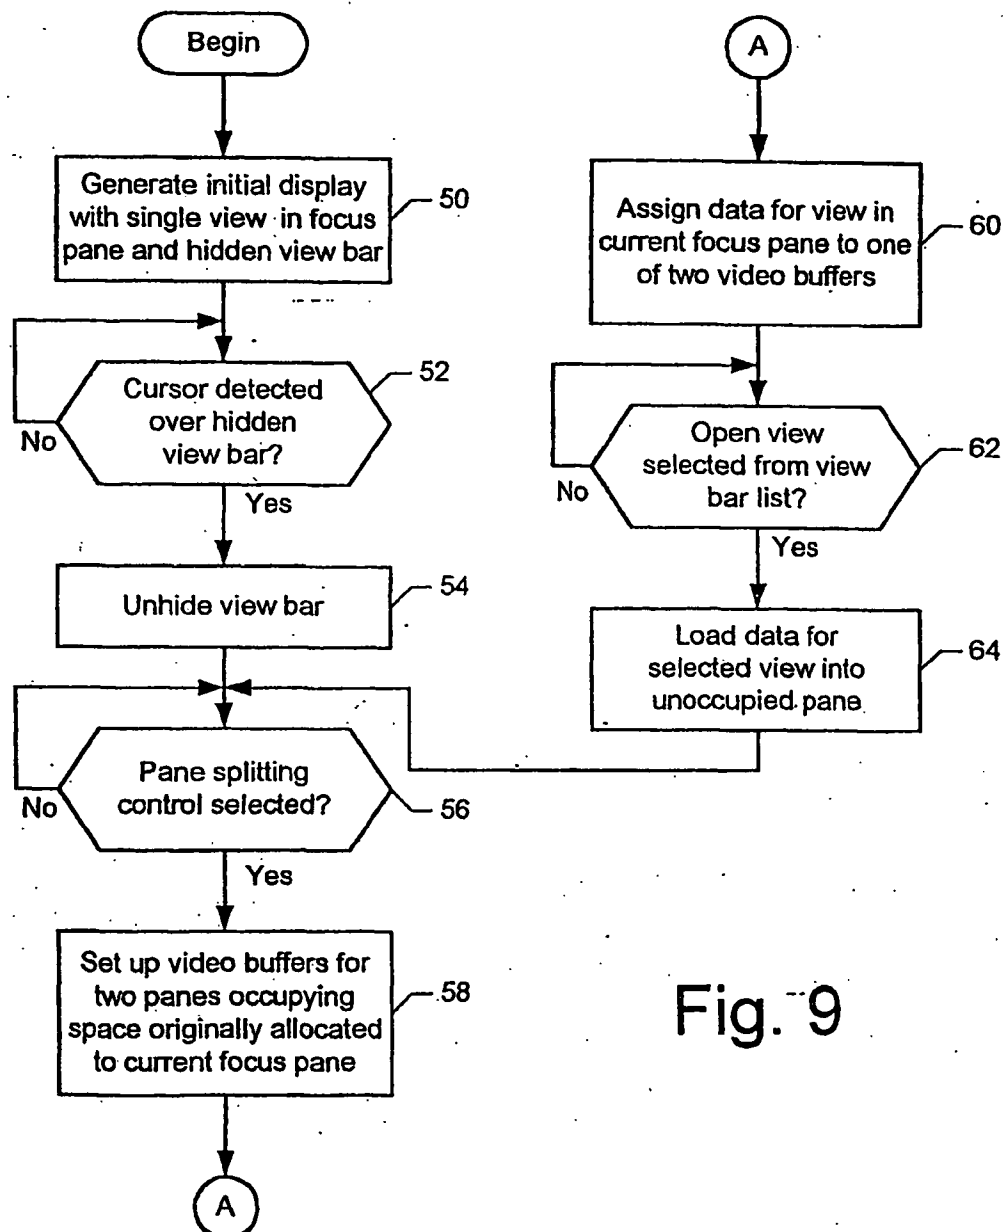 Begin
Generate initial display
with single view in focus
pane and hidden view bar
50
Cursor detected
over hidden
view bar?
52
No
Yes
Unhide view bar
54
Pane splitting
control selected?
56
No
Yes
Set up video buffers for
two panes occupying
space originally allocated
to current focus pane
58
A
A
Assign data for view in
current focus pane to one
of two video buffers
60
Open view
selected from view
bar list?
62
No
Yes
Load data for
selected view into
unoccupied pane
64
Fig. 9